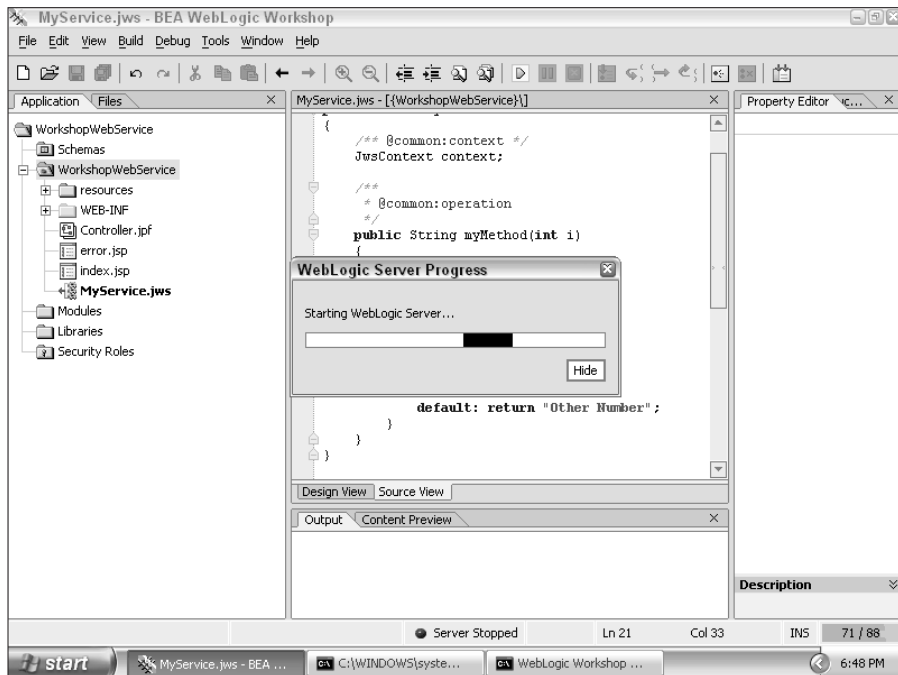 MyService.jws - BEA WebLogic Workshop
File Edit View Build Debug Tools Window Help
Application Files
MyService.jws - [{WorkshopWebService}\]
Property Editor
WorkshopWebService
Schemas
WorkshopWebService
resources
WEB-INF
Controller.jpf
error.jsp
index.jsp
MyService.jws
Modules
Libraries
Security Roles
{
/** @common:context */
JwsContext context;
/**
* @common:operation
*/
public String myMethod(int i)
{
WebLogic Server Progress
Starting WebLogic Server...
Hide
default: return "Other Number";
}
}
}
Design View Source View
Output Content Preview
Description
Server Stopped Ln 21 Col 33 INS 71 / 88
start MyService.jws - BEA ... C:\WINDOWS\syste... WebLogic Workshop ... 6:48 PM